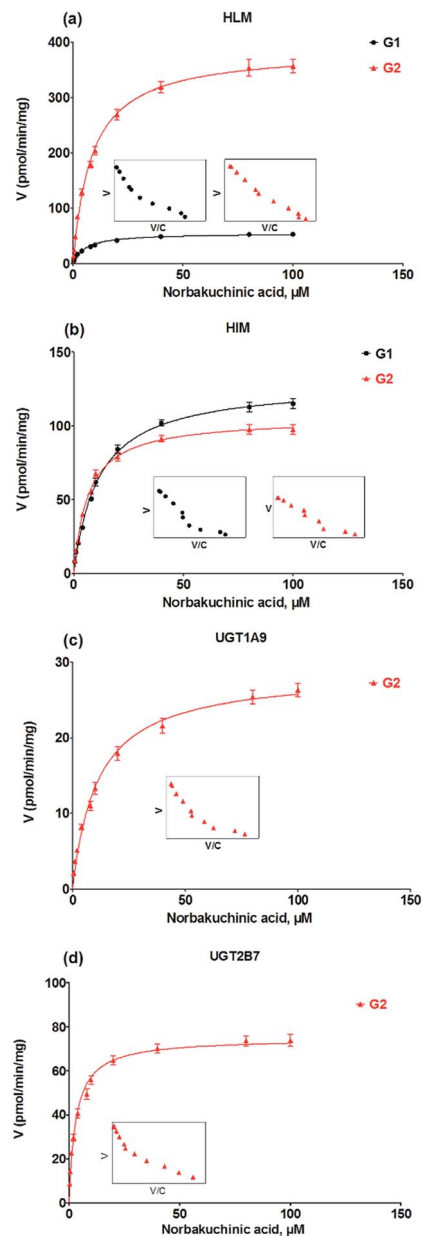 (a) HLM
G1
G2
400
300
200
100
0
V (pmol/min/mg)
V
V/C
V
V/C
0 50 100 150
Norbakuchinic acid, μM
(b) HIM
G1
G2
150
100
50
0
V (pmol/min/mg)
V
V/C
V
V/C
0 50 100 150
Norbakuchinic acid, μM
(c) UGT1A9
G2
30
20
10
0
V (pmol/min/mg)
V
V/C
0 50 100 150
Norbakuchinic acid, μM
(d) UGT2B7
G2
100
80
60
40
20
0
V (pmol/min/mg)
V
V/C
0 50 100 150
Norbakuchinic acid, μM